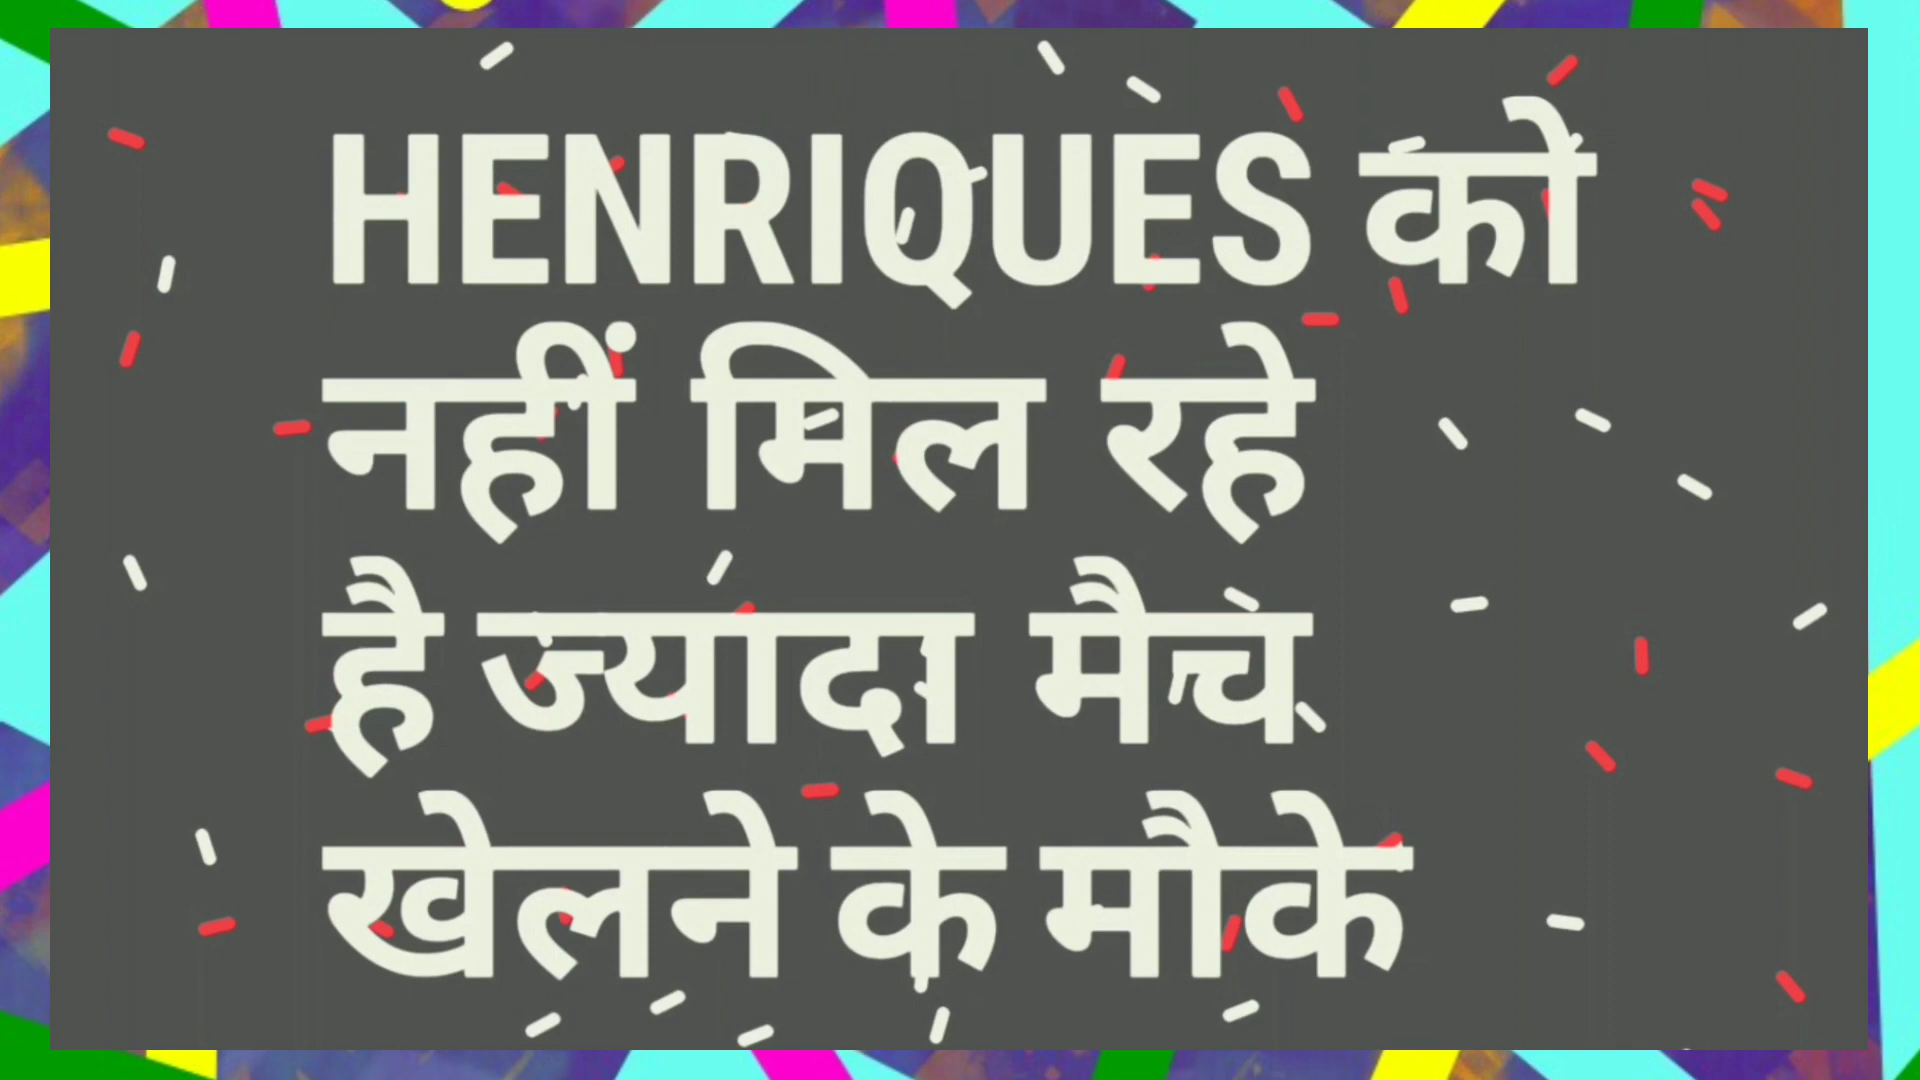 HENRIQUES को
नहीं मिल रहे
है ज्यादा मैच
खेलने के मौके